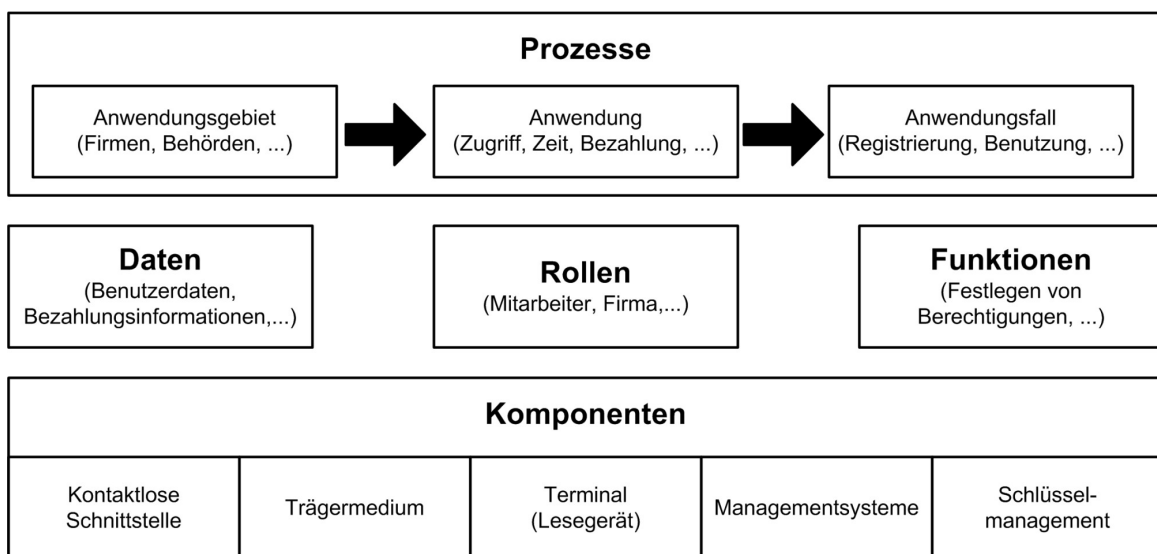 Prozesse
Anwendungsgebiet
(Firmen, Behörden, ...)
Anwendung
(Zugriff, Zeit, Bezahlung, ...)
Anwendungsfall
(Registrierung, Benutzung, ...)
Daten
(Benutzerdaten,
Bezahlungsinformationen,...)
Rollen
(Mitarbeiter, Firma,...)
Funktionen
(Festlegen von
Berechtigungen, ...)
Komponenten
Kontaktlose
Schnittstelle
Trägermedium
Terminal
(Lesegerät)
Managementsysteme
Schlüssel-
management